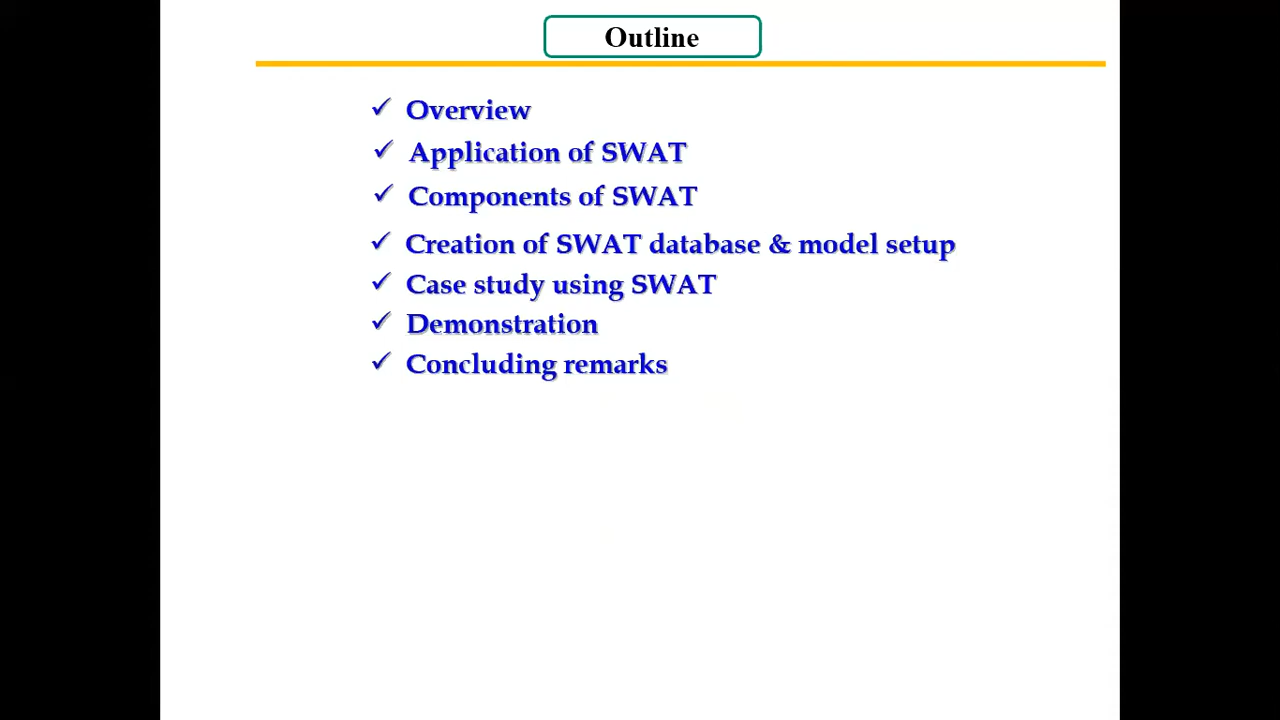 Outline
✓ Overview
✓ Application of SWAT
✓ Components of SWAT
✓ Creation of SWAT database & model setup
✓ Case study using SWAT
✓ Demonstration
✓ Concluding remarks